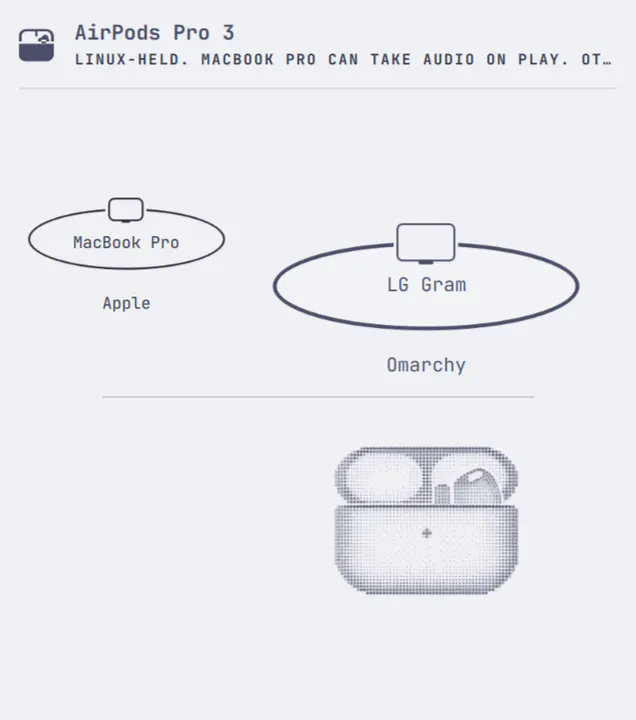 AirPods Pro 3
LINUX-HELD. MACBOOK PRO CAN TAKE AUDIO ON PLAY. OT…
MacBook Pro
Apple
LG Gram
Omarchy